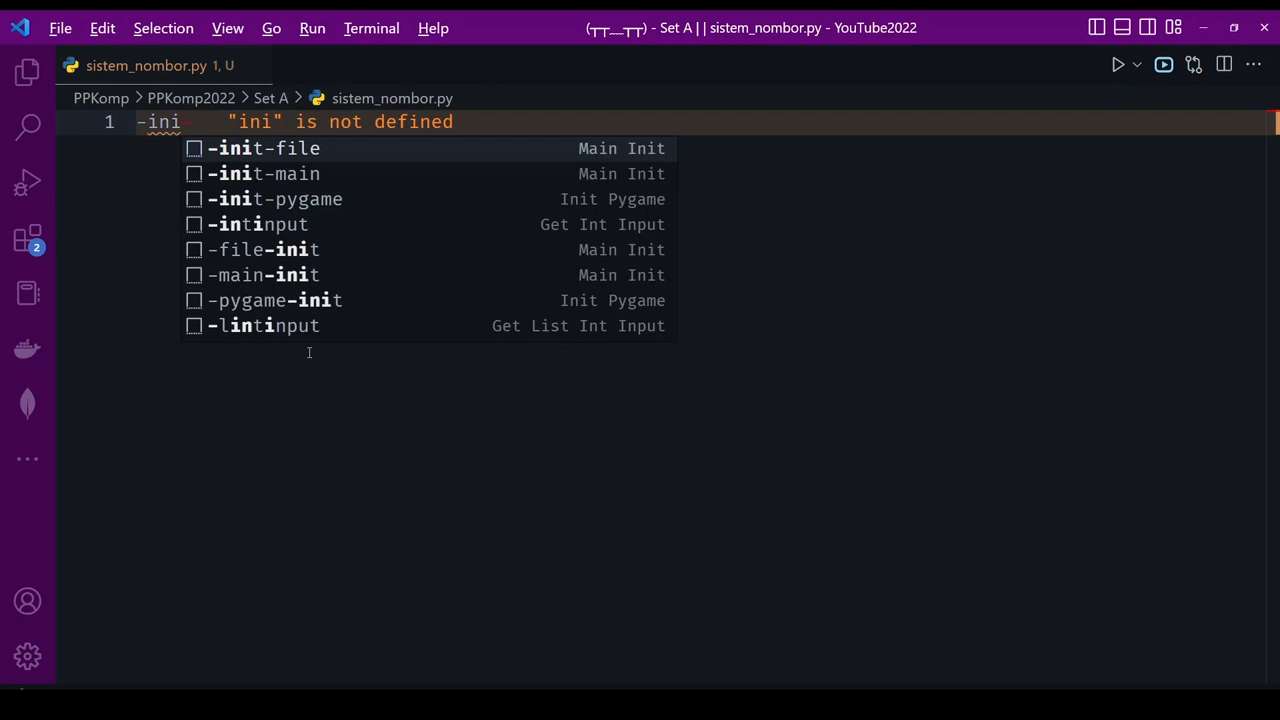 File Edit Selection View Go Run Terminal Help (┬┬﹏┬┬) - Set A | | sistem_nombor.py - YouTube2022
sistem_nombor.py 1, U
PPKomp > PPKomp2022 > Set A > sistem_nombor.py
1 -ini "ini" is not defined
-init-file Main Init
-init-main Main Init
-init-pygame Init Pygame
-intinput Get Int Input
-file-init Main Init
-main-init Main Init
-pygame-init Init Pygame
-lintinput Get List Int Input
2